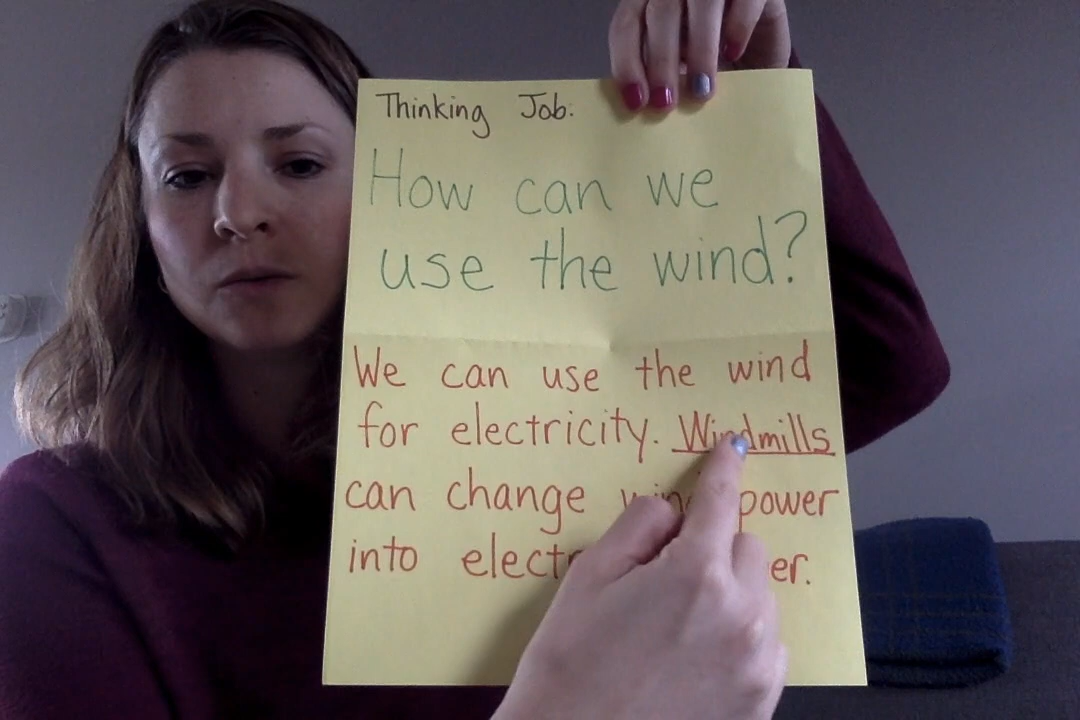 Thinking Job.
How can we
use the wind?
We can use the wind
for electricity. Windmills
can change wind power
into